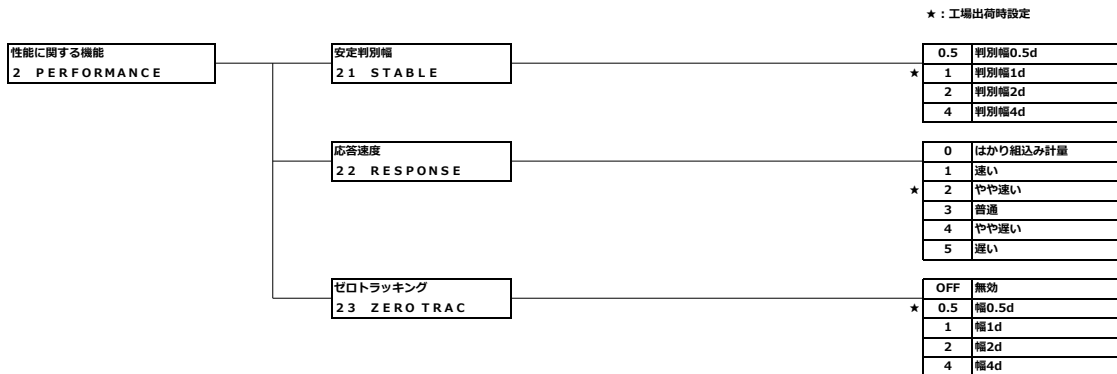 ★：工場出荷時設定
性能に関する機能
2 PERFORMANCE
安定判別幅
21 STABLE
0.5 判別幅0.5d
★ 1 判別幅1d
2 判別幅2d
4 判別幅4d
応答速度
22 RESPONSE
0 はかり組込み計量
1 速い
★ 2 やや速い
3 普通
4 やや遅い
5 遅い
ゼロトラッキング
23 ZERO TRAC
OFF 無効
★ 0.5 幅0.5d
1 幅1d
2 幅2d
4 幅4d